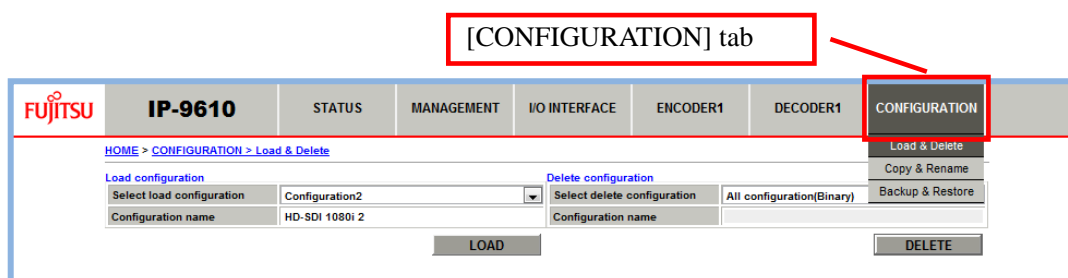 [CONFIGURATION] tab
FUJITSU IP-9610 STATUS MANAGEMENT I/O INTERFACE ENCODER1 DECODER1 CONFIGURATION
HOME > CONFIGURATION > Load & Delete
Load & Delete
Copy & Rename
Backup & Restore
Load configuration
Select load configuration Configuration2
Configuration name HD-SDI 1080i 2
LOAD
Delete configuration
Select delete configuration All configuration(Binary)
Configuration name
DELETE